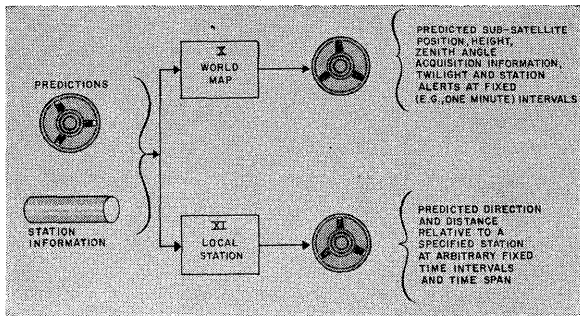 PREDICTIONS
STATION
INFORMATION
X
WORLD
MAP
PREDICTED SUB-SATELLITE
POSITION, HEIGHT,
ZENITH ANGLE
ACQUISITION INFORMATION,
TWILIGHT AND STATION
ALERTS AT FIXED
(E.G., ONE MINUTE) INTERVALS
XI
LOCAL
STATION
PREDICTED DIRECTION
AND DISTANCE
RELATIVE TO A
SPECIFIED STATION
AT ARBITRARY FIXED
TIME INTERVALS
AND TIME SPAN